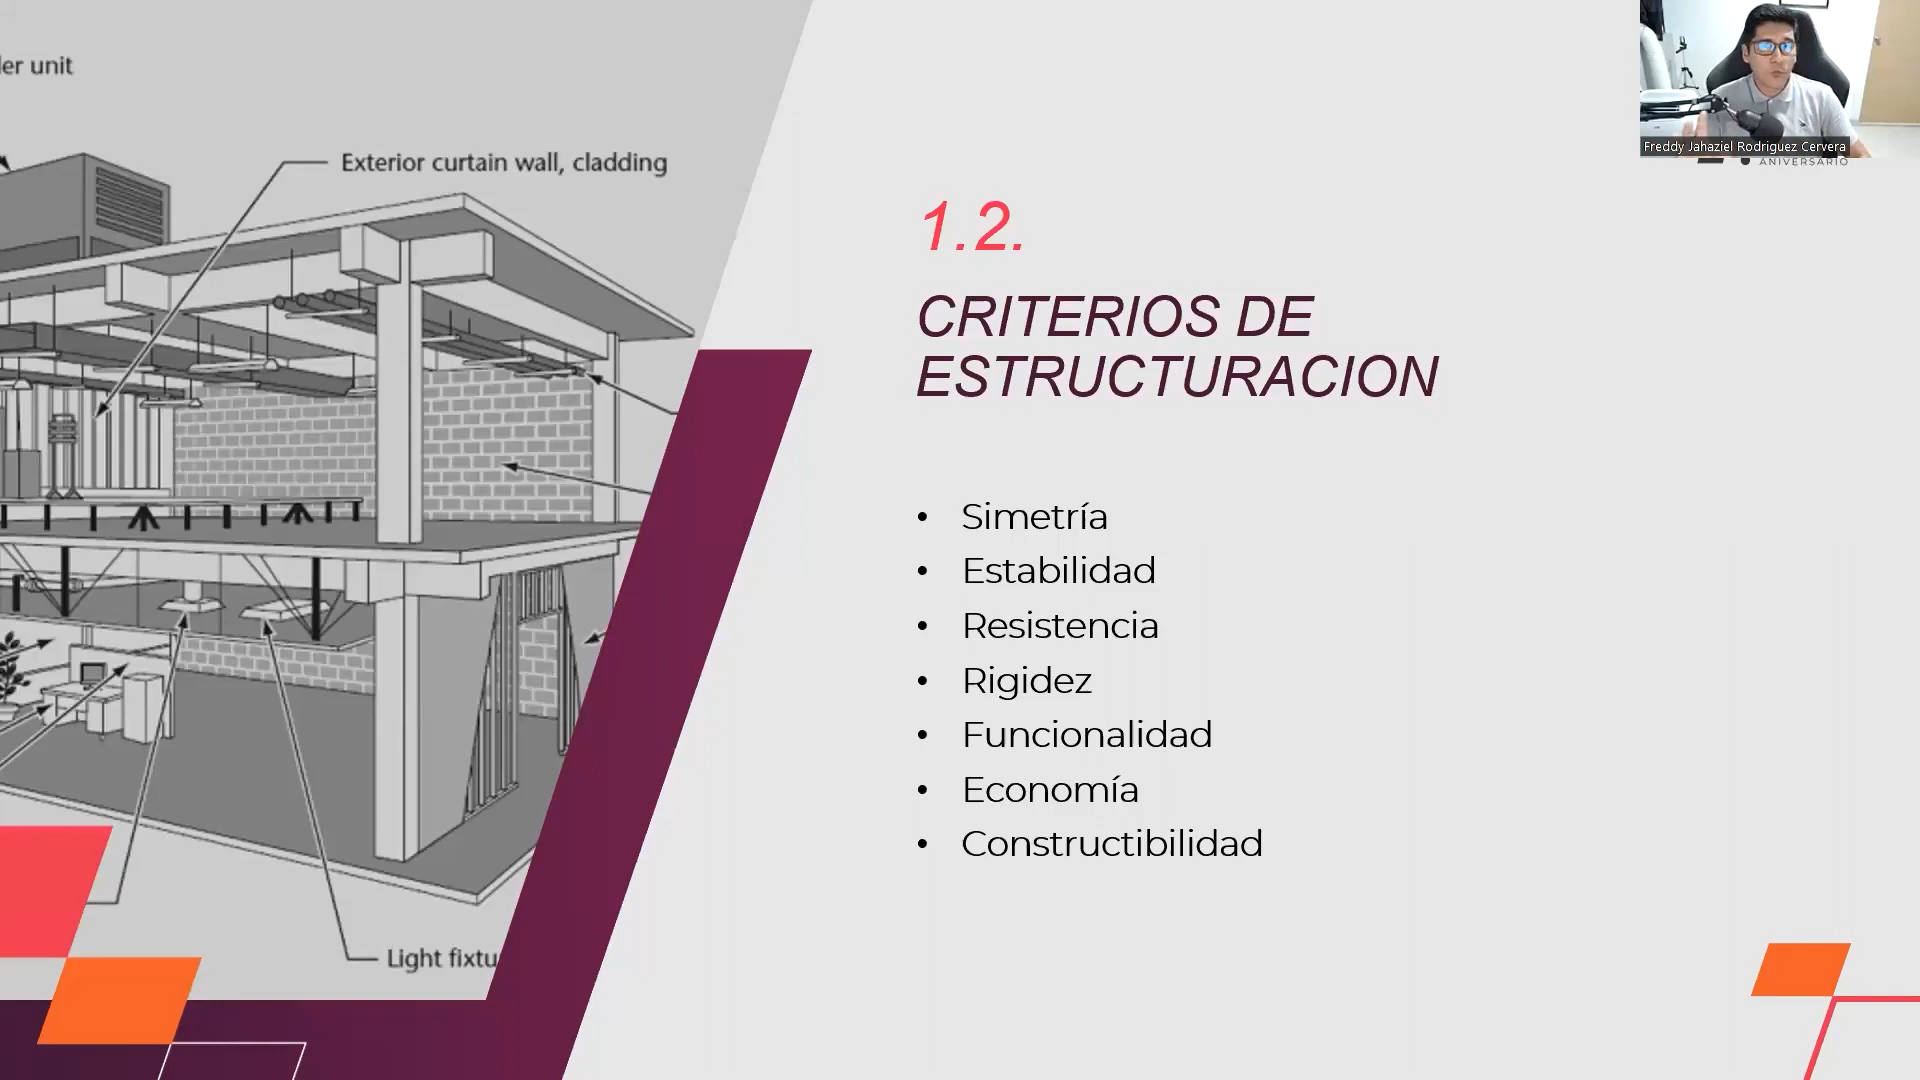 er unit
Exterior curtain wall, cladding
Freddy Jahaziel Rodriguez Cervera
ANIVERSARIO
1.2.
CRITERIOS DE
ESTRUCTURACION
• Simetría
• Estabilidad
• Resistencia
• Rigidez
• Funcionalidad
• Economía
• Constructibilidad
Light fixtu